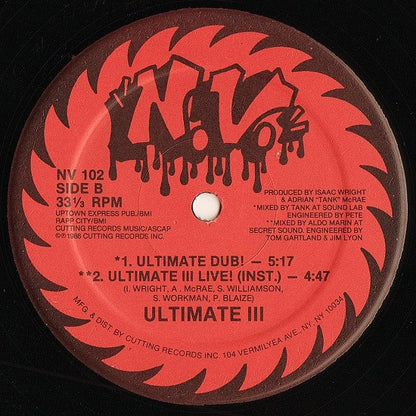 N.V.
NV 102
SIDE B
33⅓ RPM
UPTOWN EXPRESS PUB./BMI
RAPP CITY/BMI
CUTTING RECORDS MUSIC/ASCAP
℗©1986 CUTTING RECORDS INC.
PRODUCED BY ISAAC WRIGHT
& ADRIAN "TANK" McRAE
*MIXED BY TANK AT SOUND LAB
ENGINEERED BY PETE
**MIXED BY ALDO MARIN AT
SECRET SOUND. ENGINEERED BY
TOM GARTLAND & JIM LYON
*1. ULTIMATE DUB! — 5:17
**2. ULTIMATE III LIVE! (INST.) — 4:47
(I. WRIGHT, A. McRAE, S. WILLIAMSON,
S. WORKMAN, P. BLAIZE)
ULTIMATE III
MFG & DIST BY CUTTING RECORDS INC. 104 VERMILYEA AVE. NY, NY 10034